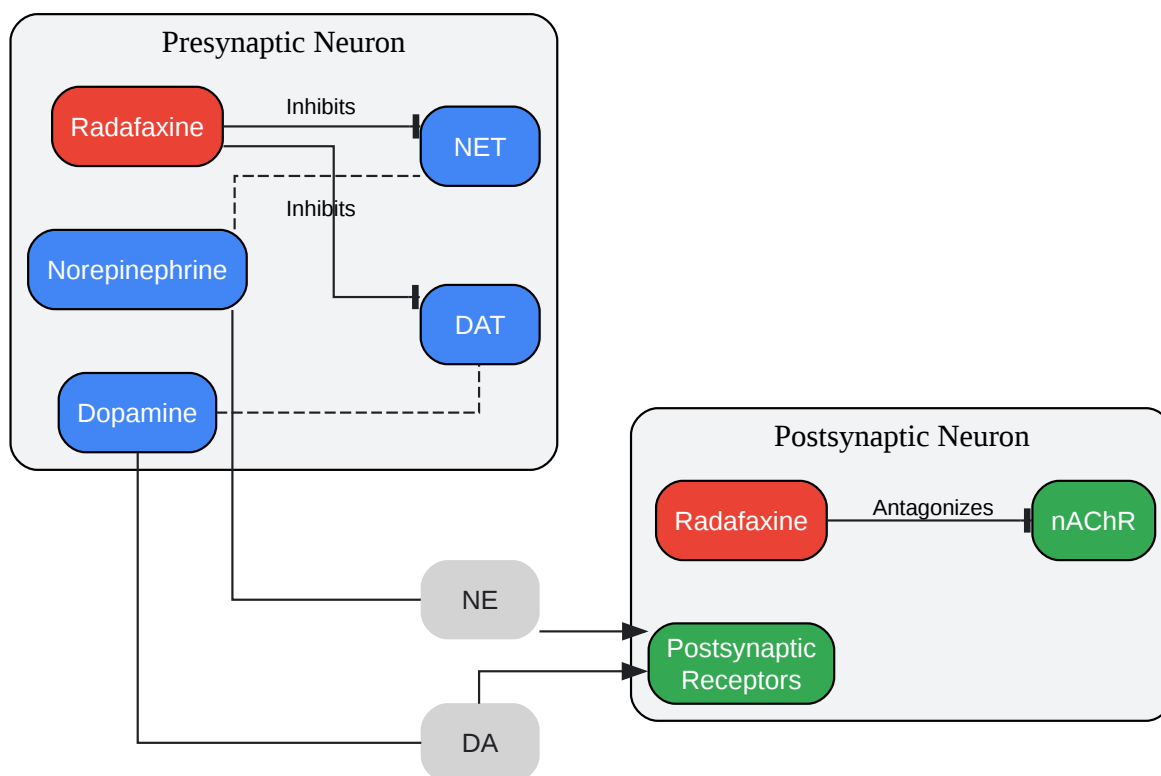 Presynaptic Neuron
Radafaxine
Inhibits
NET
Inhibits
Norepinephrine
DAT
Dopamine
Postsynaptic Neuron
Radafaxine
Antagonizes
nAChR
NE
Postsynaptic
Receptors
DA